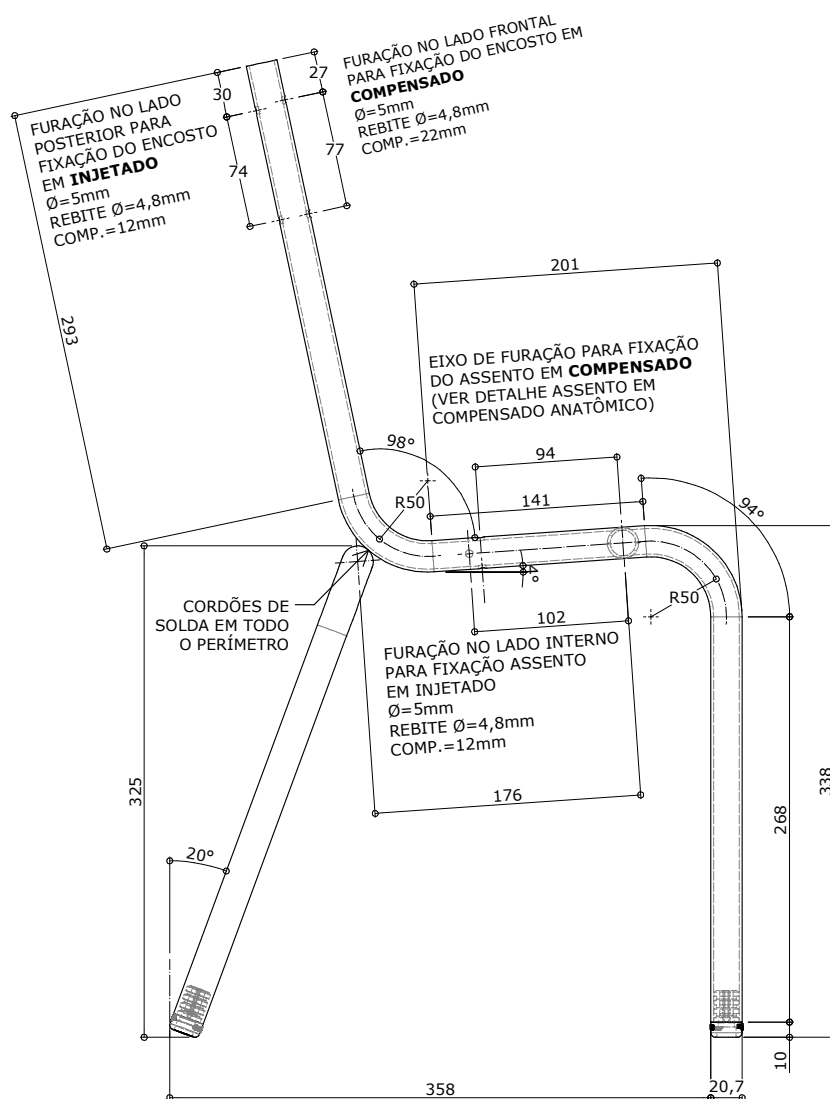 FURAÇÃO NO LADO FRONTAL
PARA FIXAÇÃO DO ENCOSTO EM
COMPENSADO
Ø=5mm
REBITE Ø=4,8mm
COMP.=22mm
27
30
77
74
FURAÇÃO NO LADO
POSTERIOR PARA
FIXAÇÃO DO ENCOSTO
EM INJETADO
Ø=5mm
REBITE Ø=4,8mm
COMP.=12mm
293
201
EIXO DE FURAÇÃO PARA FIXAÇÃO
DO ASSENTO EM COMPENSADO
(VER DETALHE ASSENTO EM
COMPENSADO ANATÔMICO)
98°
94
R50
141
94°
R50
CORDÕES DE
SOLDA EM TODO
O PERÍMETRO
102
FURAÇÃO NO LADO INTERNO
PARA FIXAÇÃO ASSENTO
EM INJETADO
Ø=5mm
REBITE Ø=4,8mm
COMP.=12mm
176
325
338
268
20°
10
358
20,7